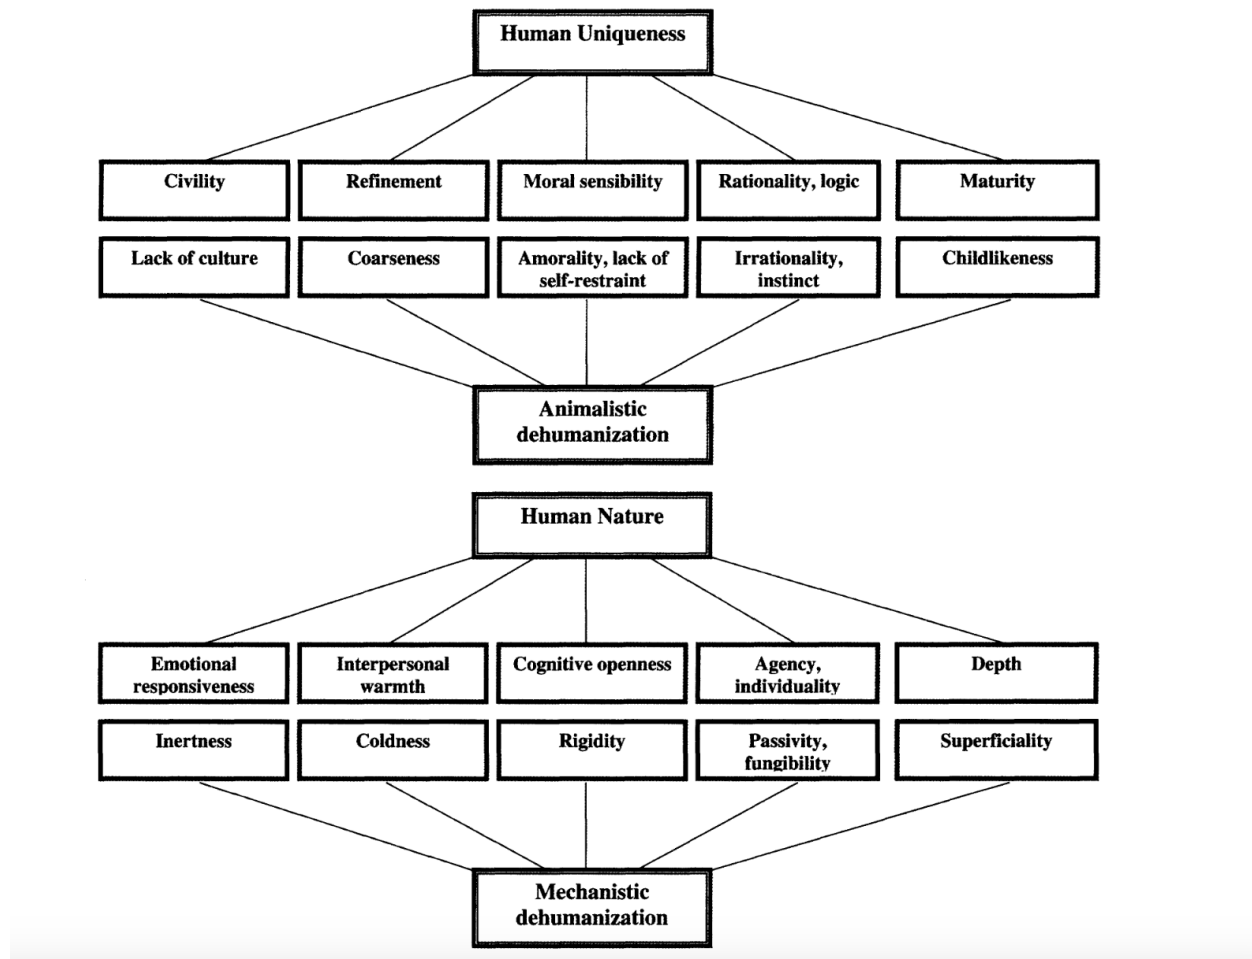 Human Uniqueness
Civility
Refinement
Moral sensibility
Rationality, logic
Maturity
Lack of culture
Coarseness
Amorality, lack of
self-restraint
Irrationality,
instinct
Childlikeness
Animalistic
dehumanization
Human Nature
Emotional
responsiveness
Interpersonal
warmth
Cognitive openness
Agency,
individuality
Depth
Inertness
Coldness
Rigidity
Passivity,
fungibility
Superficiality
Mechanistic
dehumanization